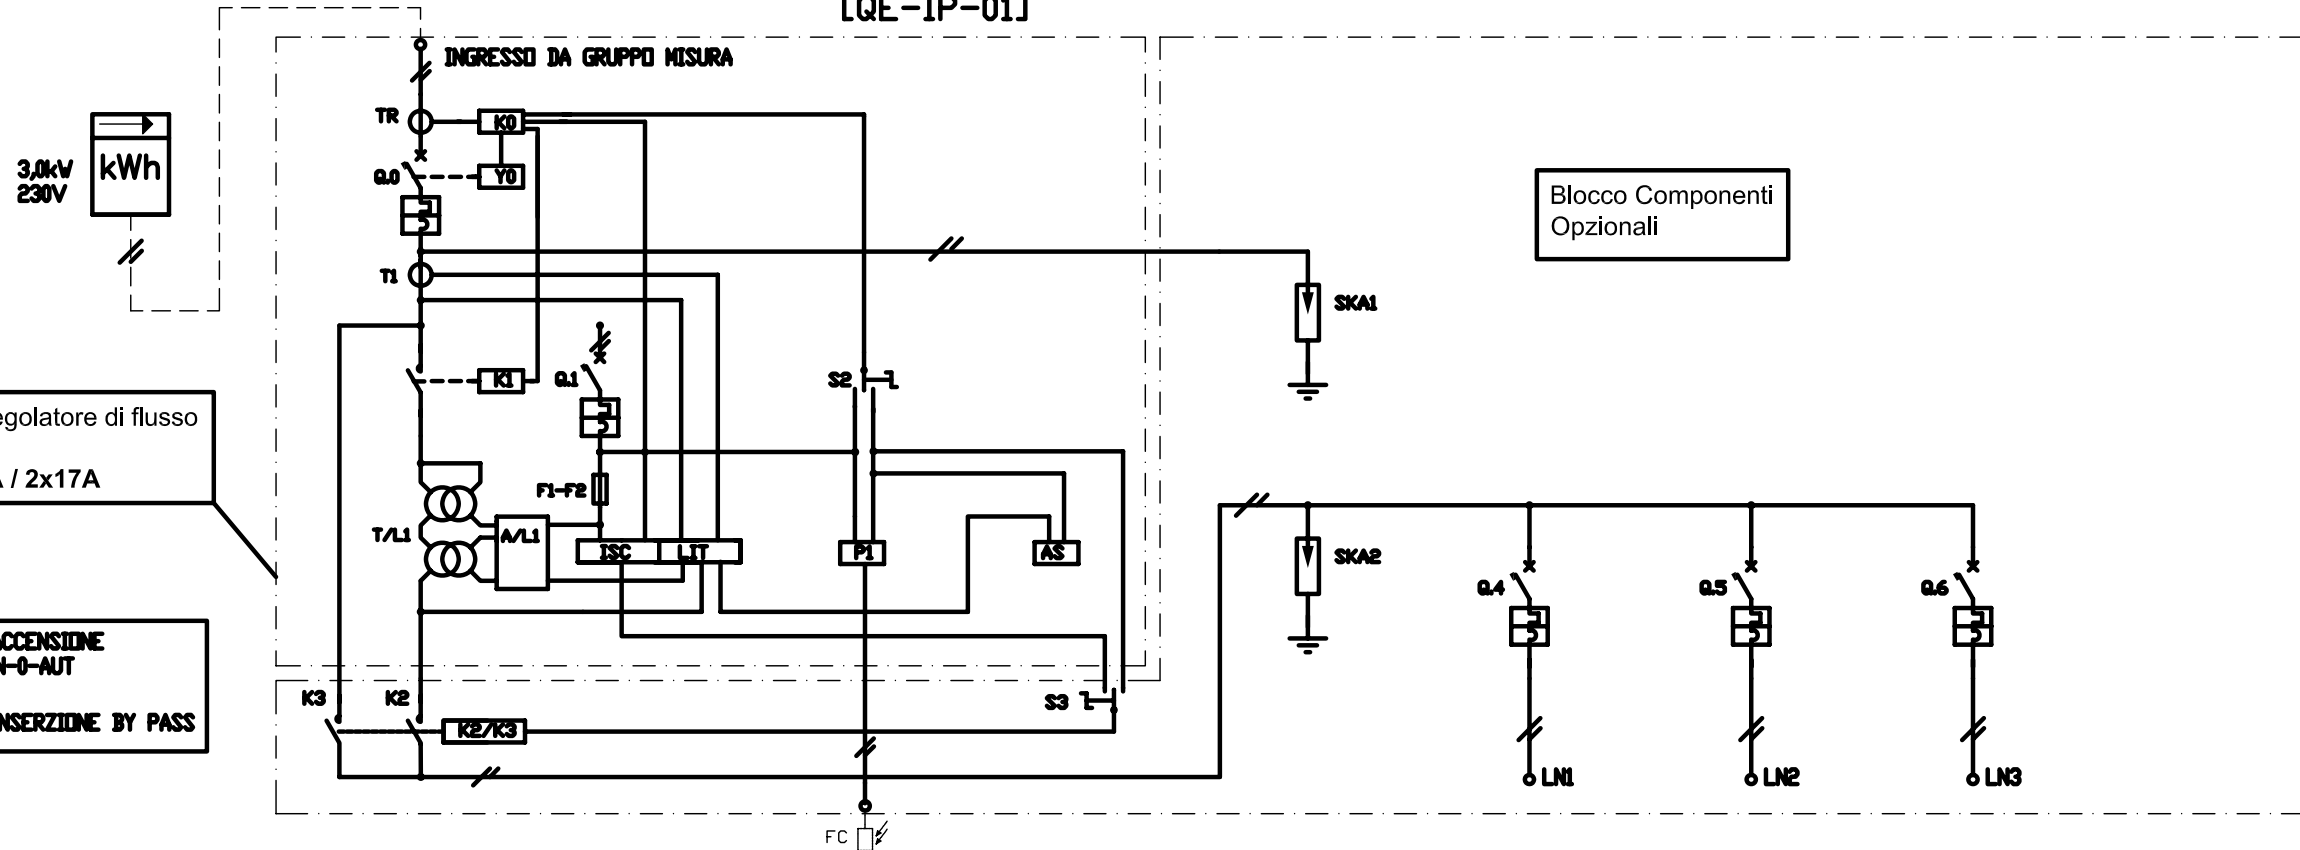 [QE-IP-01]
INGRESSO DA GRUPPO MISURA
TR
K0
3,0kW
230V
kWh
Q.0
Y0
Blocco Componenti
Opzionali
T1
SKA1
K1
Q.1
S2
egolatore di flusso
A / 2x17A
F1-F2
T/L1
A/L1
ISC
LIT
P1
AS
SKA2
Q.4
Q.5
Q.6
ACCENSIONE
N-0-AUT
NSERZIONE BY PASS
K3
K2
K2/K3
S3
LN1
LN2
LN3
FC